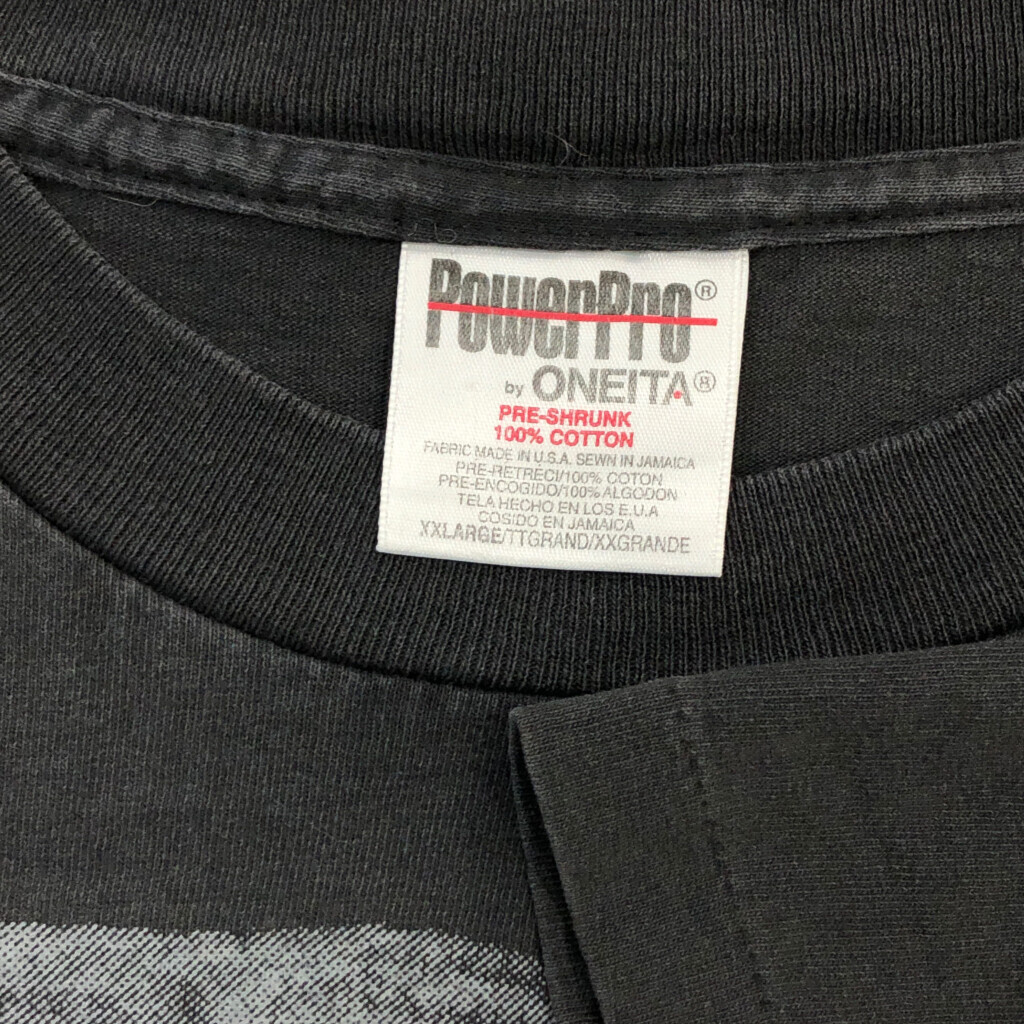 PowerPro®
by ONEITA®
PRE-SHRUNK
100% COTTON
FABRIC MADE IN U.S.A. SEWN IN JAMAICA
PRE-RETRECI/100% COTON
PRE-ENCOGIDO/100% ALGODON
TELA HECHO EN LOS E.U.A
COSIDO EN JAMAICA
XXLARGE/TTGRAND/XXGRANDE